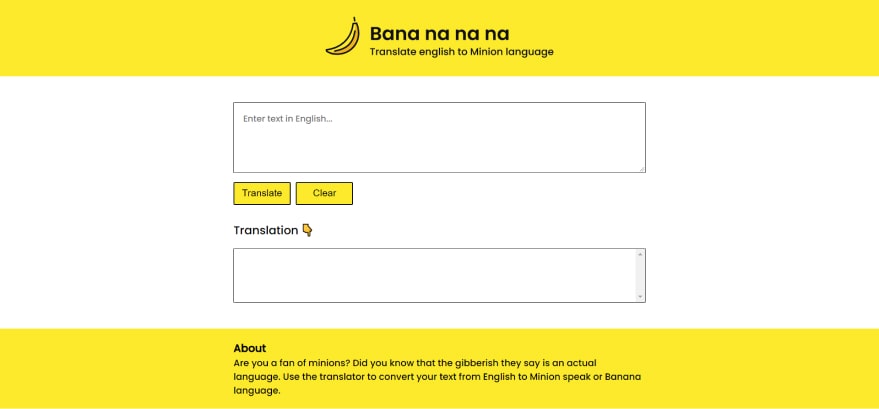 Bana na na na
Translate english to Minion language
Enter text in English...
Translate
Clear
Translation
About
Are you a fan of minions? Did you know that the gibberish they say is an actual
language. Use the translator to convert your text from English to Minion speak or Banana
language.